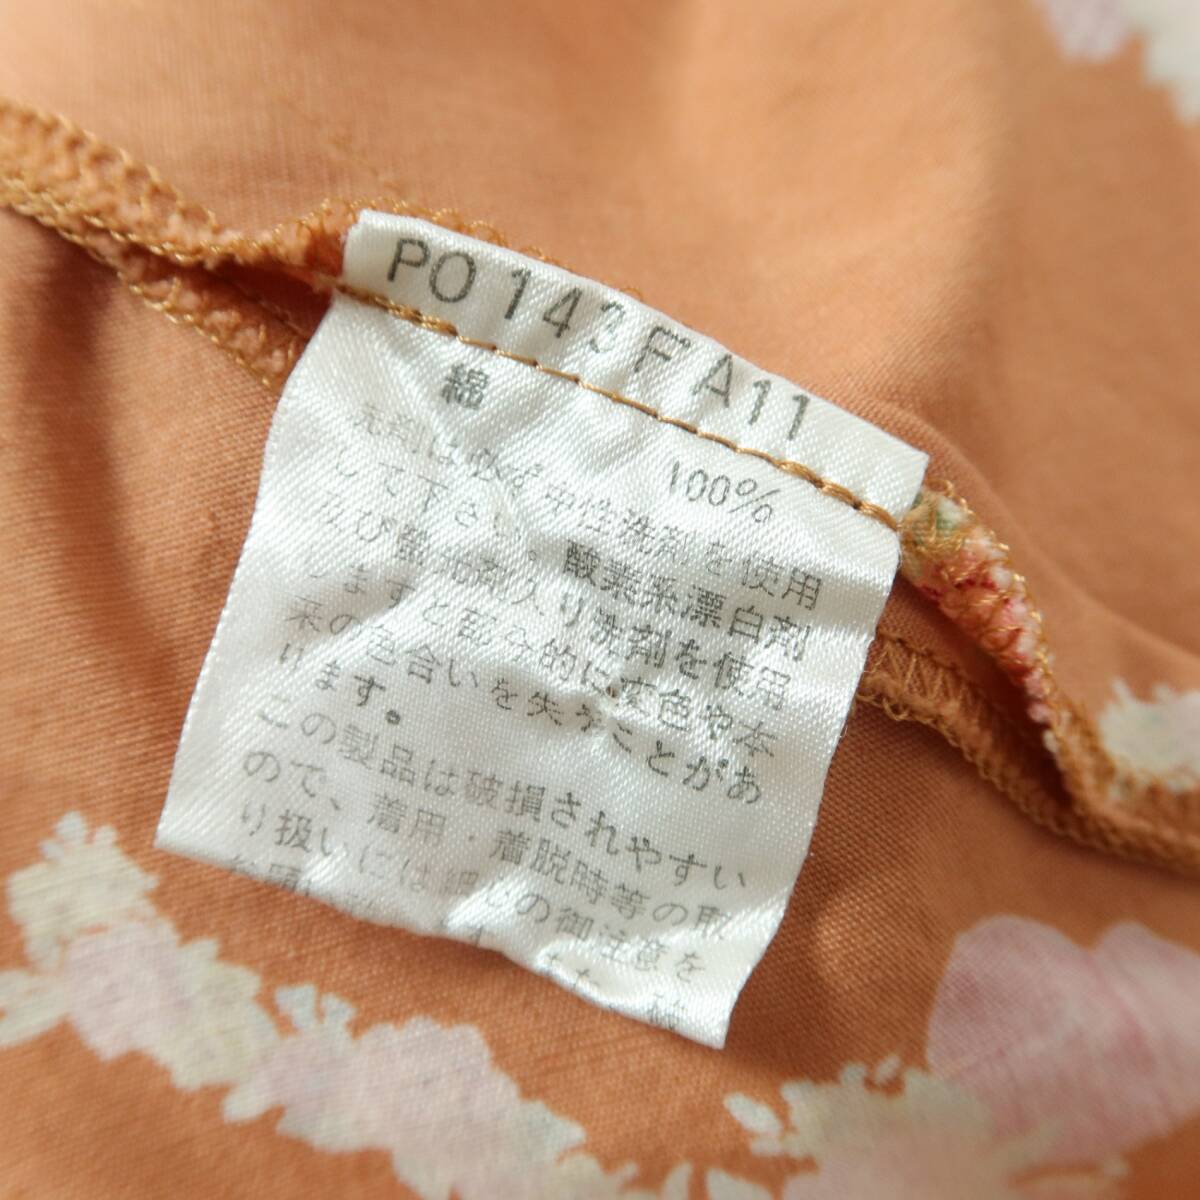 PO143FA11
綿 100%
洗剤は必ず中性洗剤を使用
して下さい。酸素系漂白剤
及び蛍光剤入り洗剤を使用
しますと部分的に変色や本
来の色合いを失うことがあ
ります。
この製品は破損されやすい
ので、着用・着脱時等の取
り扱いには細心の御注意を